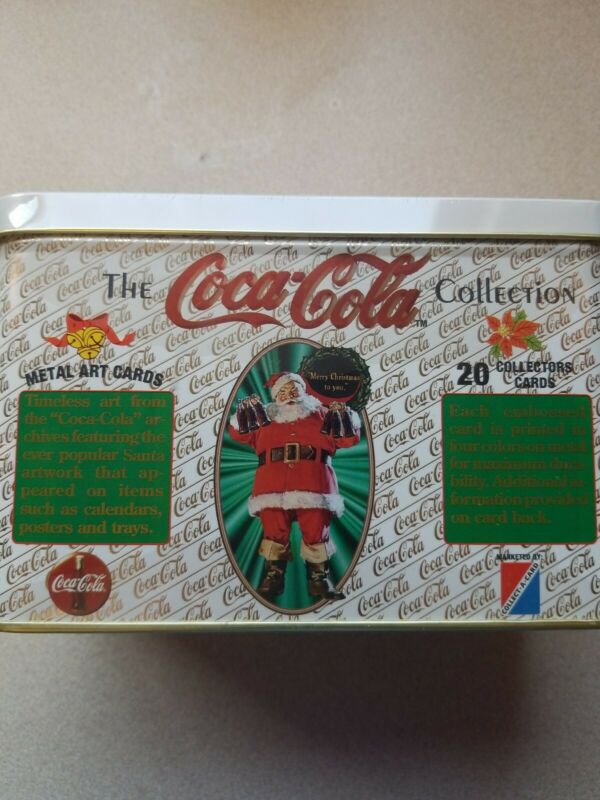 The Coca-Cola™ Collection
METAL ART CARDS
Timeless art from
the "Coca-Cola" ar-
chives featuring the
ever popular Santa
artwork that ap-
peared on items
such as calendars,
posters and trays.
Coca-Cola
"Merry Christmas
to you."
20 COLLECTORS
CARDS
Each embossed
card is printed in
four colors on metal
for maximum dura-
bility. Additional in-
formation provided
on card back.
MARKETED BY:
COLLECT-A-CARD